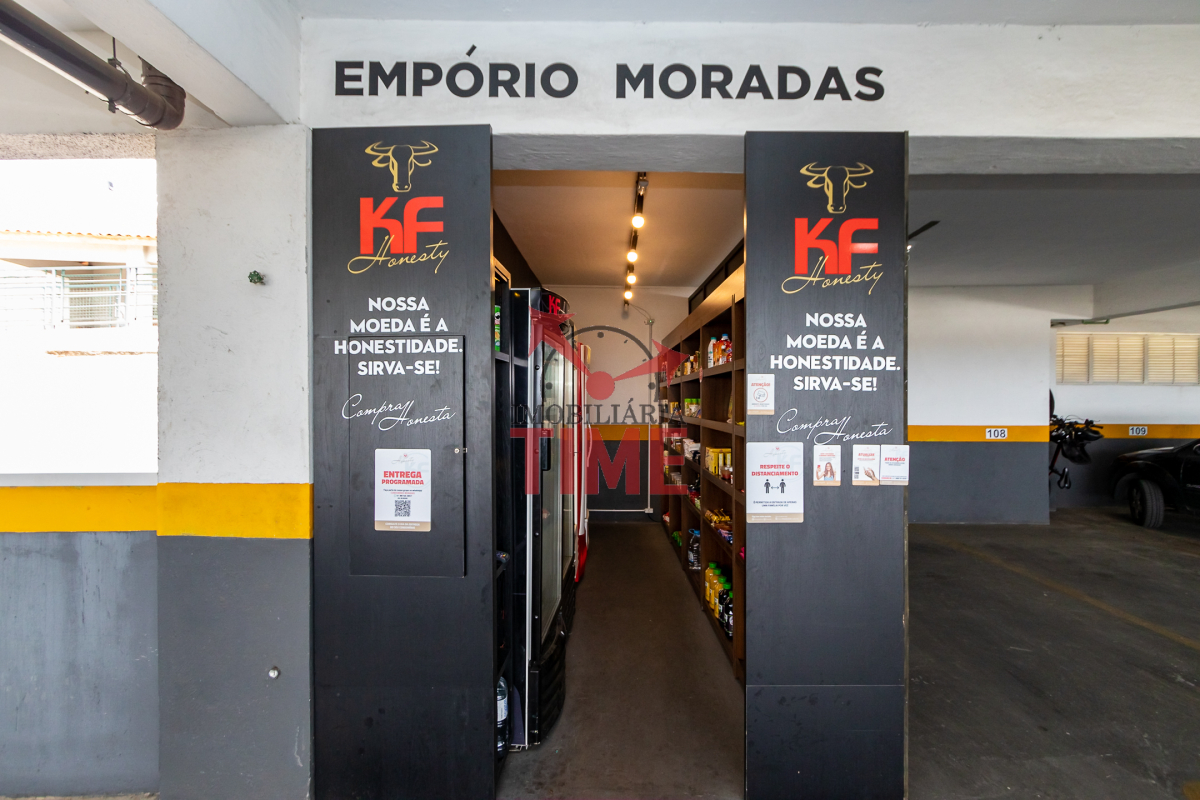 EMPÓRIO MORADAS
KF
Honesty
NOSSA
MOEDA É A
HONESTIDADE.
SIRVA-SE!
Compra Honesta
ENTREGA
PROGRAMADA
KF
IMOBILIÁRIA
TIME
KF
Honesty
NOSSA
MOEDA É A
HONESTIDADE.
SIRVA-SE!
ATENÇÃO
Compra Honesta
RESPEITE O
DISTANCIAMENTO
ATENÇÃO
108
109